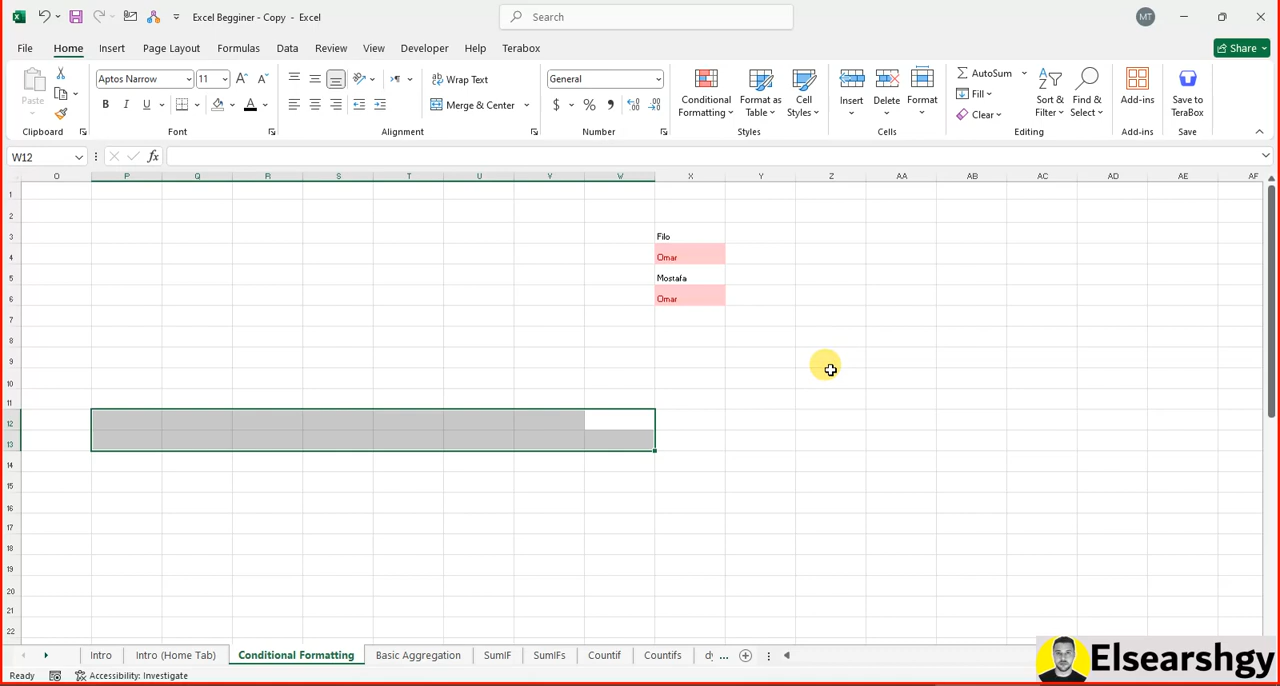 Excel Begginer - Copy - Excel
Search
MT
File Home Insert Page Layout Formulas Data Review View Developer Help Terabox
Share
Paste
Aptos Narrow 11
B I U
Wrap Text
Merge & Center
General
$ %
Conditional Formatting
Format as Table
Cell Styles
Insert
Delete
Format
AutoSum
Fill
Clear
Sort & Filter
Find & Select
Add-ins
Save to TeraBox
Clipboard Font Alignment Number Styles Cells Editing Add-ins Save
W12
fx
O P Q R S T U V W X Y Z AA AB AC AD AE AF
1
2
3 Filo
4 Omar
5 Mostafa
6 Omar
7
8
9
10
11
12
13
14
15
16
17
18
19
20
21
22
Intro Intro (Home Tab) Conditional Formatting Basic Aggregation SumIF SumIFs Countif Countifs
Ready Accessibility: Investigate
Elsearshgy